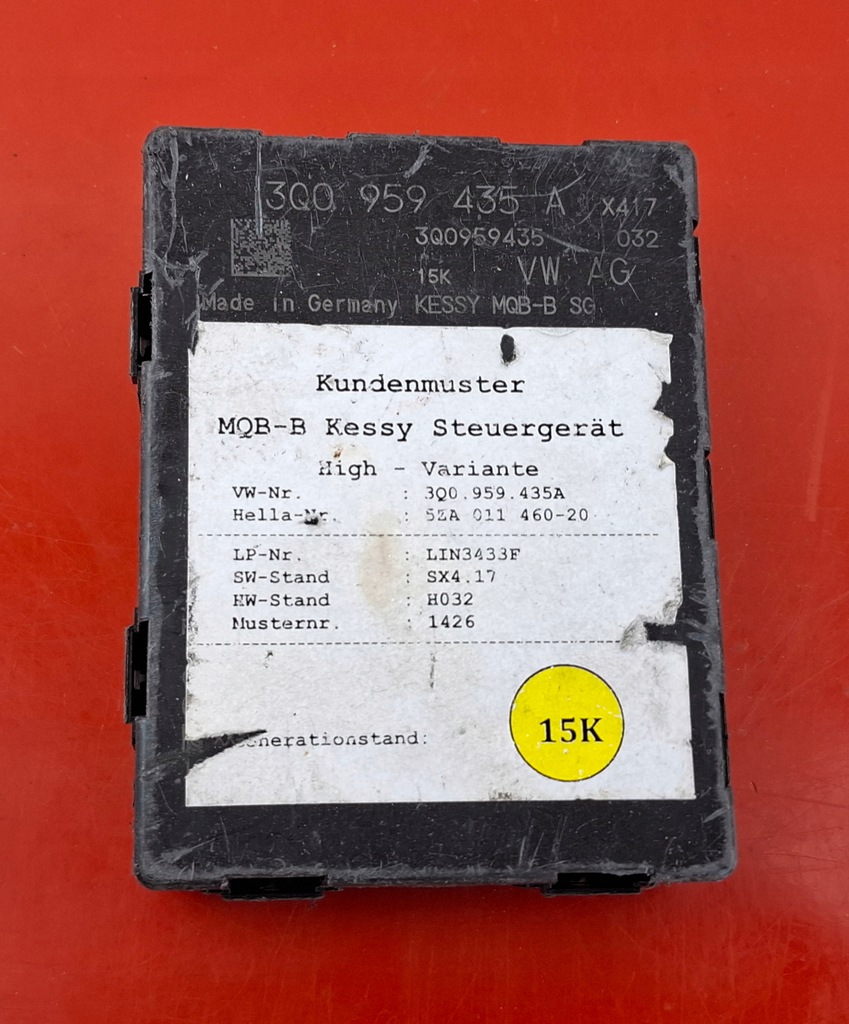 3Q0 959 435 A X417
3Q0959435 032
15K VW AG
Made in Germany KESSY MQB-B SG
Kundenmuster
MQB-B Kessy Steuergerät
High - Variante
VW-Nr. : 3Q0.959.435A
Hella-Nr. : 5ZA 011 460-20
LP-Nr. : LIN3433F
SW-Stand : SX4.17
HW-Stand : H032
Musternr. : 1426
15K